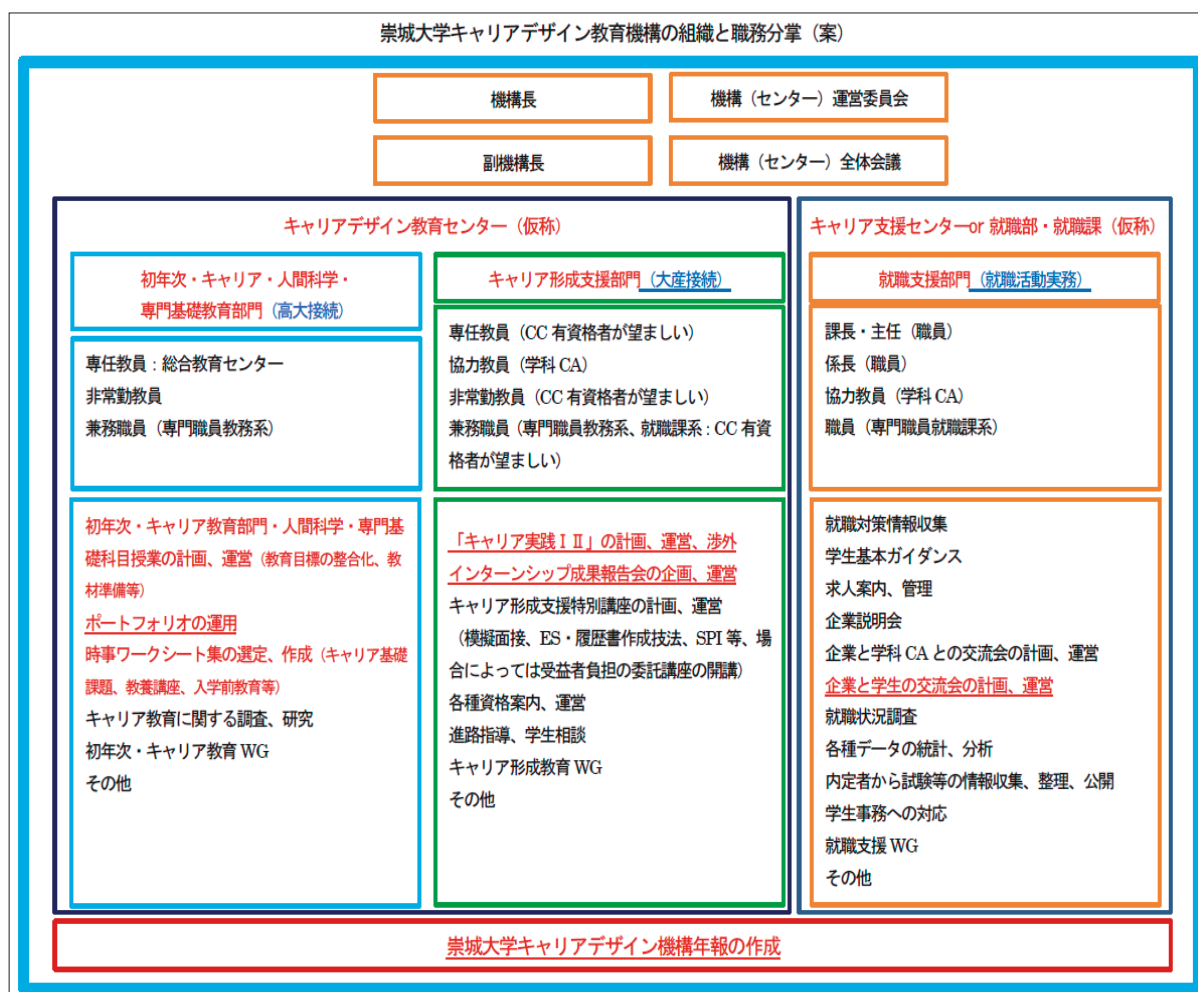 崇城大学キャリアデザイン教育機構の組織と職務分掌（案）
機構長
機構（センター）運営委員会
副機構長
機構（センター）全体会議
キャリアデザイン教育センター（仮称）
初年次・キャリア・人間科学・
専門基礎教育部門（高大接続）
専任教員：総合教育センター
非常勤教員
兼務職員（専門職員教務系）
初年次・キャリア教育部門・人間科学・専門基
礎科目授業の計画、運営（教育目標の整合化、教
材準備等）
ポートフォリオの運用
時事ワークシート集の選定、作成（キャリア基礎
課題、教養講座、入学前教育等）
キャリア教育に関する調査、研究
初年次・キャリア教育 WG
その他
キャリア形成支援部門（大産接続）
専任教員（CC 有資格者が望ましい）
協力教員（学科 CA）
非常勤教員（CC 有資格者が望ましい）
兼務職員（専門職員教務系、就職課系：CC 有資
格者が望ましい）
「キャリア実践ⅠⅡ」の計画、運営、渉外
インターンシップ成果報告会の企画、運営
キャリア形成支援特別講座の計画、運営
（模擬面接、ES・履歴書作成技法、SPI 等、場
合によっては受益者負担の委託講座の開講）
各種資格案内、運営
進路指導、学生相談
キャリア形成教育 WG
その他
キャリア支援センターor 就職部・就職課（仮称）
就職支援部門（就職活動実務）
課長・主任（職員）
係長（職員）
協力教員（学科 CA）
職員（専門職員就職課系）
就職対策情報収集
学生基本ガイダンス
求人案内、管理
企業説明会
企業と学科 CA との交流会の計画、運営
企業と学生の交流会の計画、運営
就職状況調査
各種データの統計、分析
内定者から試験等の情報収集、整理、公開
学生事務への対応
就職支援 WG
その他
崇城大学キャリアデザイン機構年報の作成